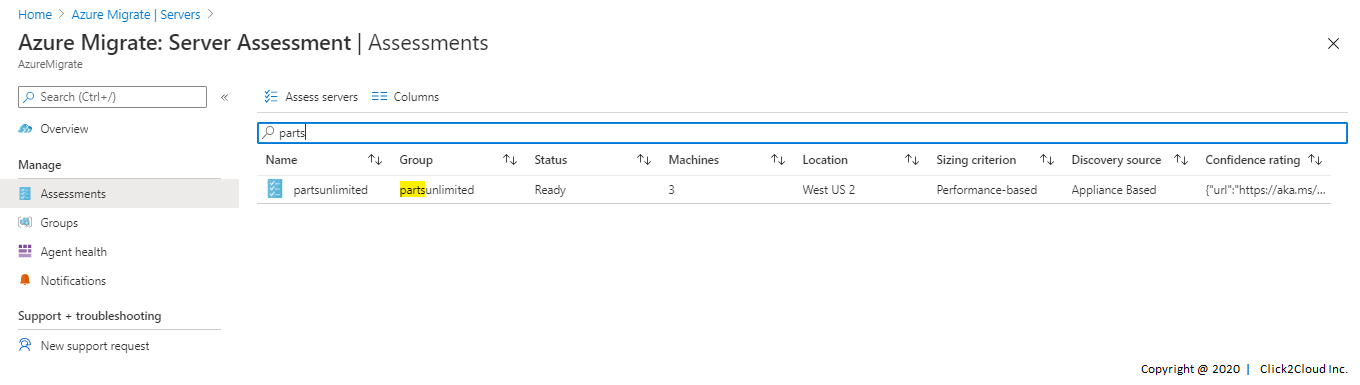 Home > Azure Migrate | Servers >
Azure Migrate: Server Assessment | Assessments
AzureMigrate
Search (Ctrl+/) «
Overview
Manage
Assessments
Groups
Agent health
Notifications
Support + troubleshooting
New support request
Assess servers Columns
parts
Name Group Status Machines Location Sizing criterion Discovery source Confidence rating
partsunlimited partsunlimited Ready 3 West US 2 Performance-based Appliance Based {"url":"https://aka.ms/...
Copyright @ 2020 | Click2Cloud Inc.